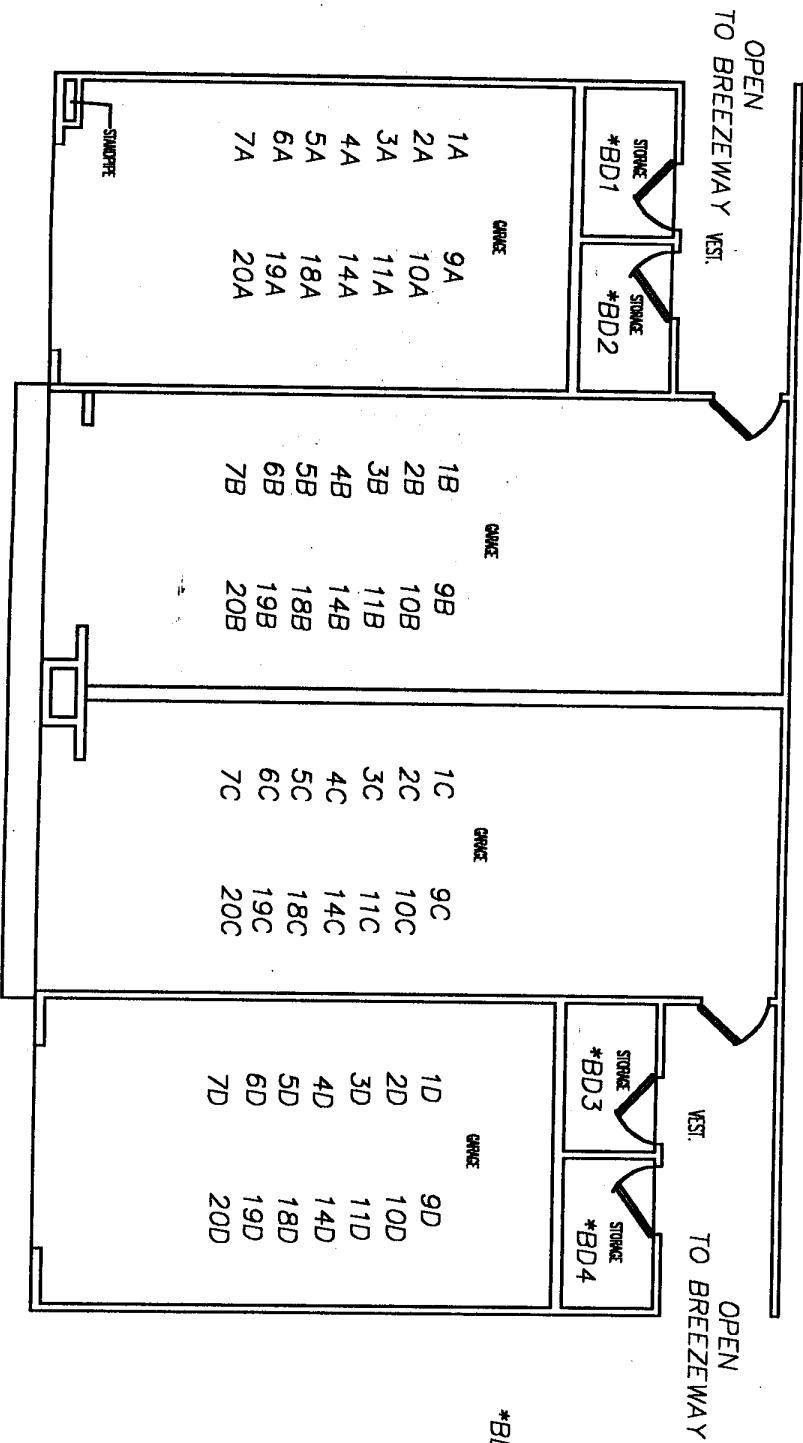 OPEN
TO BREEZEWAY
VEST.
STORAGE
*BD1
STORAGE
*BD2
GARAGE
1A 9A
2A 10A
3A 11A
4A 14A
5A 18A
6A 19A
7A 20A
STANDPIPE
GARAGE
1B 9B
2B 10B
3B 11B
4B 14B
5B 18B
6B 19B
7B 20B
GARAGE
1C 9C
2C 10C
3C 11C
4C 14C
5C 18C
6C 19C
7C 20C
OPEN
TO BREEZEWAY
VEST.
STORAGE
*BD3
STORAGE
*BD4
GARAGE
1D 9D
2D 10D
3D 11D
4D 14D
5D 18D
6D 19D
7D 20D